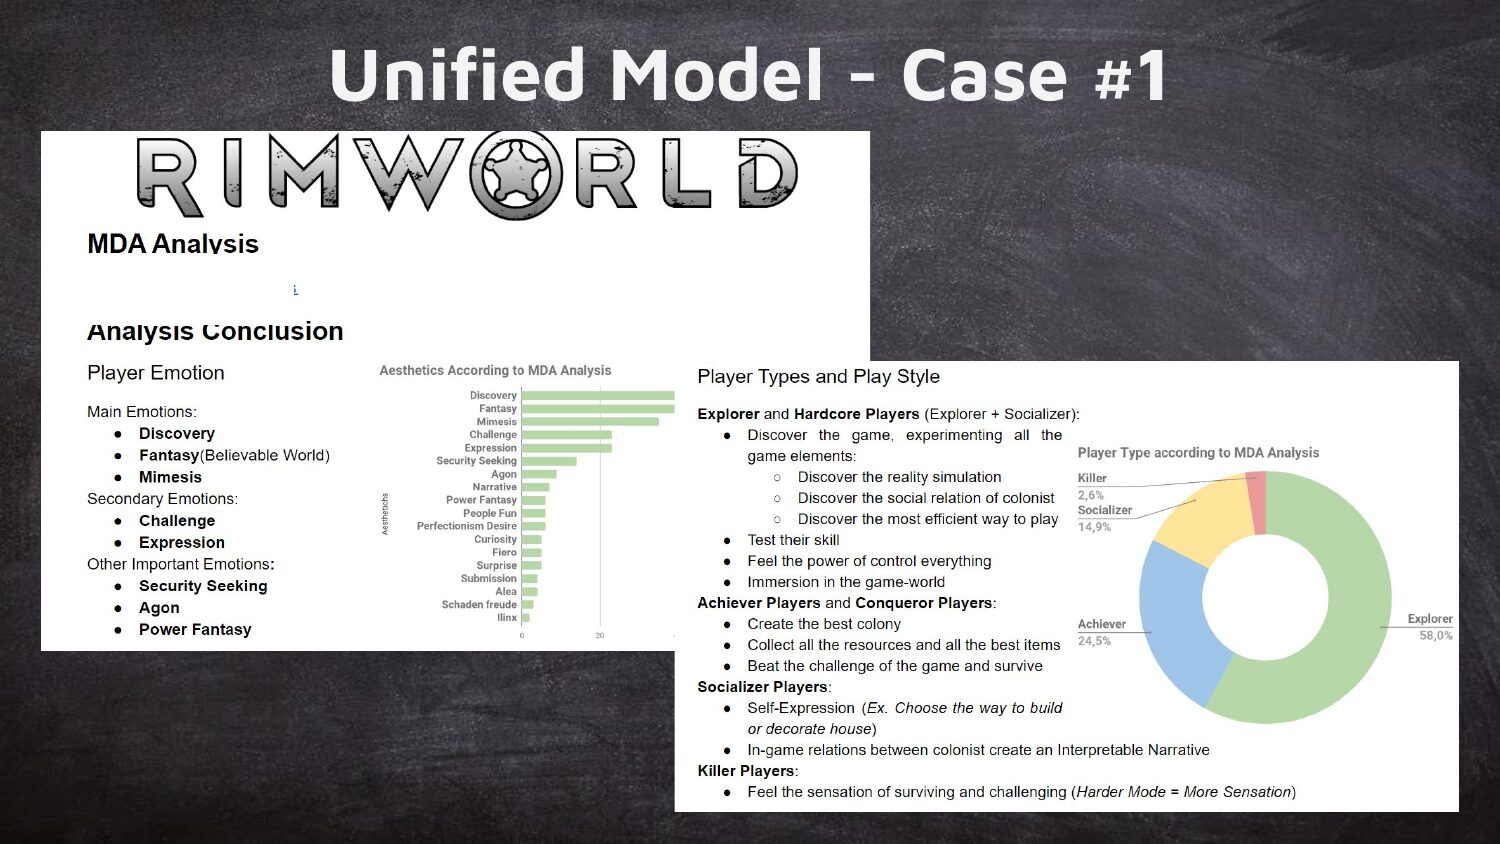 Unified Model - Case #1
RIMWORLD
MDA Analysis
Analysis Conclusion
Player Emotion
Main Emotions:
● Discovery
● Fantasy(Believable World)
● Mimesis
Secondary Emotions:
● Challenge
● Expression
Other Important Emotions:
● Security Seeking
● Agon
● Power Fantasy
Aesthetics According to MDA Analysis
Aesthetichs
Discovery
Fantasy
Mimesis
Challenge
Expression
Security Seeking
Agon
Narrative
Power Fantasy
People Fun
Perfectionism Desire
Curiosity
Fiero
Surprise
Submission
Alea
Schaden freude
Ilinx
0 20
Player Types and Play Style
Explorer and Hardcore Players (Explorer + Socializer):
● Discover the game, experimenting all the
game elements:
○ Discover the reality simulation
○ Discover the social relation of colonist
○ Discover the most efficient way to play
● Test their skill
● Feel the power of control everything
● Immersion in the game-world
Achiever Players and Conqueror Players:
● Create the best colony
● Collect all the resources and all the best items
● Beat the challenge of the game and survive
Socializer Players:
● Self-Expression (Ex. Choose the way to build
or decorate house)
● In-game relations between colonist create an Interpretable Narrative
Killer Players:
● Feel the sensation of surviving and challenging (Harder Mode = More Sensation)
Player Type according to MDA Analysis
Killer
2,6%
Socializer
14,9%
Achiever
24,5%
Explorer
58,0%